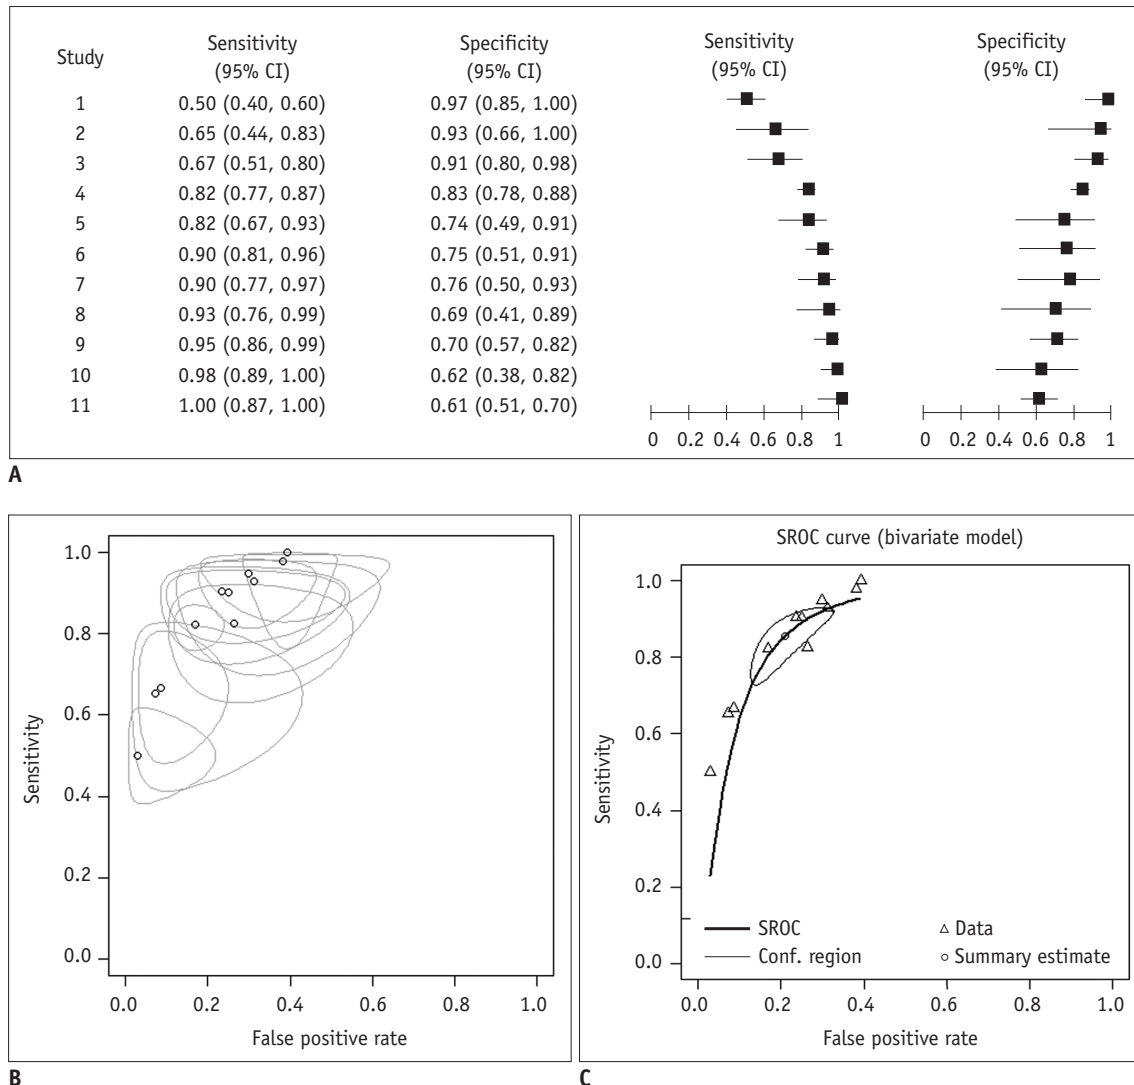 Study Sensitivity (95% CI) Specificity (95% CI) Sensitivity (95% CI) Specificity (95% CI)
1 0.50 (0.40, 0.60) 0.97 (0.85, 1.00)
2 0.65 (0.44, 0.83) 0.93 (0.66, 1.00)
3 0.67 (0.51, 0.80) 0.91 (0.80, 0.98)
4 0.82 (0.77, 0.87) 0.83 (0.78, 0.88)
5 0.82 (0.67, 0.93) 0.74 (0.49, 0.91)
6 0.90 (0.81, 0.96) 0.75 (0.51, 0.91)
7 0.90 (0.77, 0.97) 0.76 (0.50, 0.93)
8 0.93 (0.76, 0.99) 0.69 (0.41, 0.89)
9 0.95 (0.86, 0.99) 0.70 (0.57, 0.82)
10 0.98 (0.89, 1.00) 0.62 (0.38, 0.82)
11 1.00 (0.87, 1.00) 0.61 (0.51, 0.70)
0 0.2 0.4 0.6 0.8 1 0 0.2 0.4 0.6 0.8 1
A
1.0
0.8
0.6
0.4
0.2
0.0
Sensitivity
0.0 0.2 0.4 0.6 0.8 1.0
False positive rate
B
SROC curve (bivariate model)
1.0
0.8
0.6
0.4
0.2
0.0
Sensitivity
SROC Data
Conf. region Summary estimate
0.0 0.2 0.4 0.6 0.8 1.0
False positive rate
C